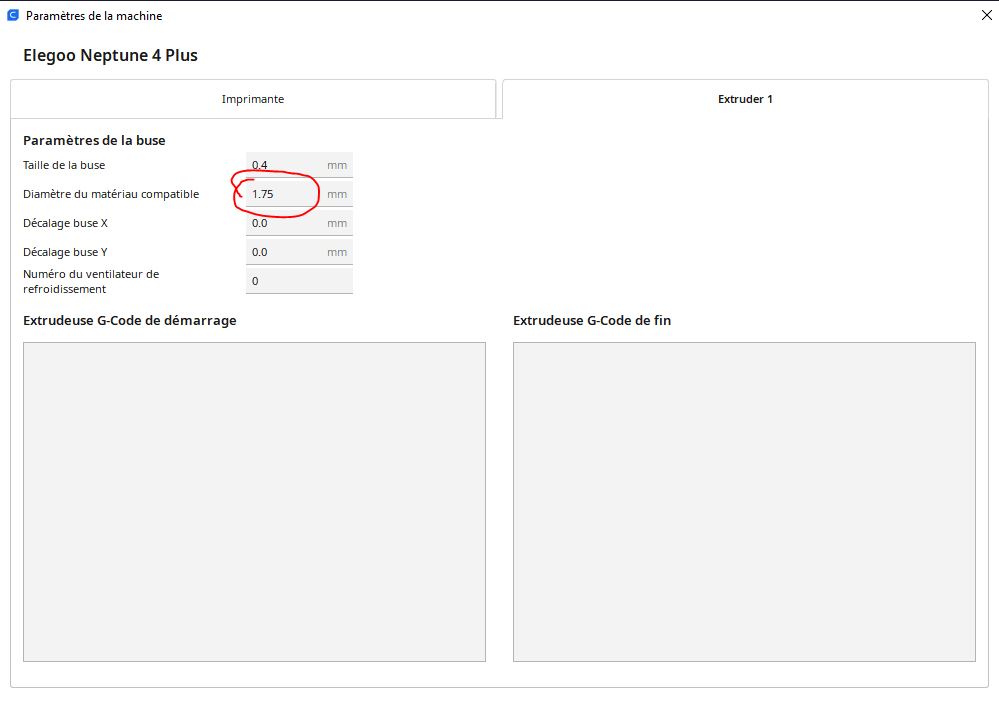 Paramètres de la machine
Elegoo Neptune 4 Plus
Imprimante
Extruder 1
Paramètres de la buse
Taille de la buse 0.4 mm
Diamètre du matériau compatible 1.75 mm
Décalage buse X 0.0 mm
Décalage buse Y 0.0 mm
Numéro du ventilateur de
refroidissement 0
Extrudeuse G-Code de démarrage
Extrudeuse G-Code de fin